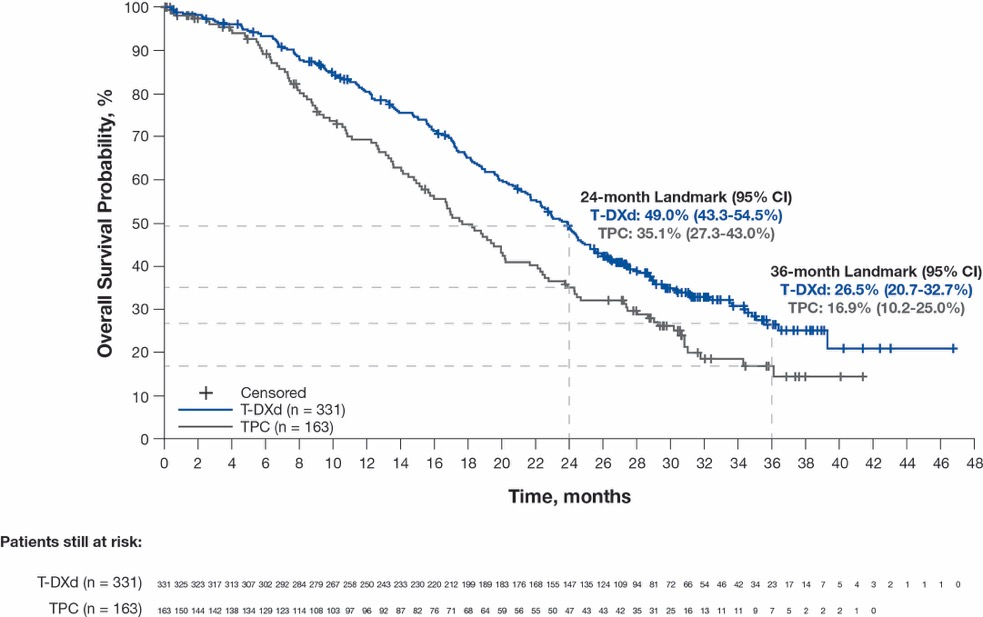 100
90
80
70
60
50
40
30
20
10
0
Overall Survival Probability, %
24-month Landmark (95% CI)
T-DXd: 49.0% (43.3-54.5%)
TPC: 35.1% (27.3-43.0%)
36-month Landmark (95% CI)
T-DXd: 26.5% (20.7-32.7%)
TPC: 16.9% (10.2-25.0%)
Censored
T-DXd (n = 331)
TPC (n = 163)
0 2 4 6 8 10 12 14 16 18 20 22 24 26 28 30 32 34 36 38 40 42 44 46 48
Time, months
Patients still at risk:
T-DXd (n = 331) 331 325 323 317 313 307 302 292 284 279 267 258 250 243 233 230 220 212 199 189 183 176 168 155 147 135 124 109 94 81 72 66 54 46 42 34 23 17 14 7 5 4 3 2 1 1 1 0
TPC (n = 163) 163 150 144 142 138 134 129 123 114 108 103 97 96 92 87 82 76 71 68 64 59 56 55 50 47 43 43 42 35 31 25 16 13 11 11 9 7 5 2 2 2 1 0